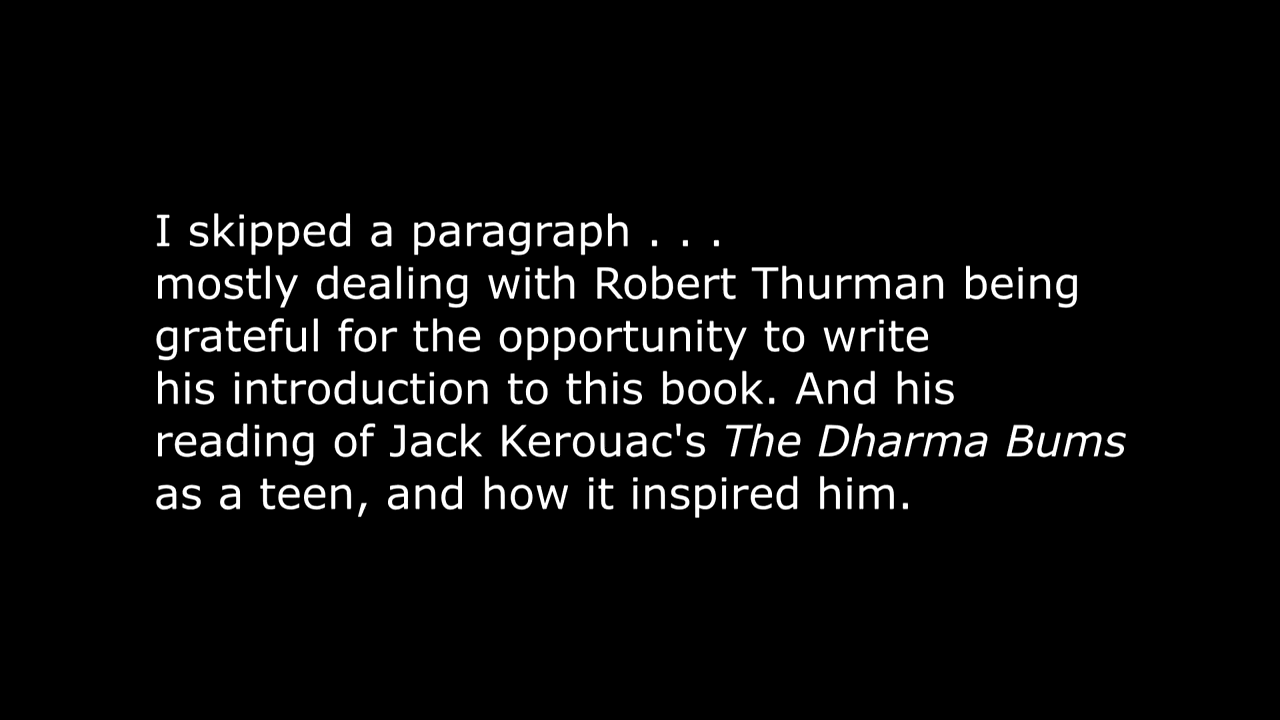 I skipped a paragraph . . .
mostly dealing with Robert Thurman being
grateful for the opportunity to write
his introduction to this book. And his
reading of Jack Kerouac's The Dharma Bums
as a teen, and how it inspired him.